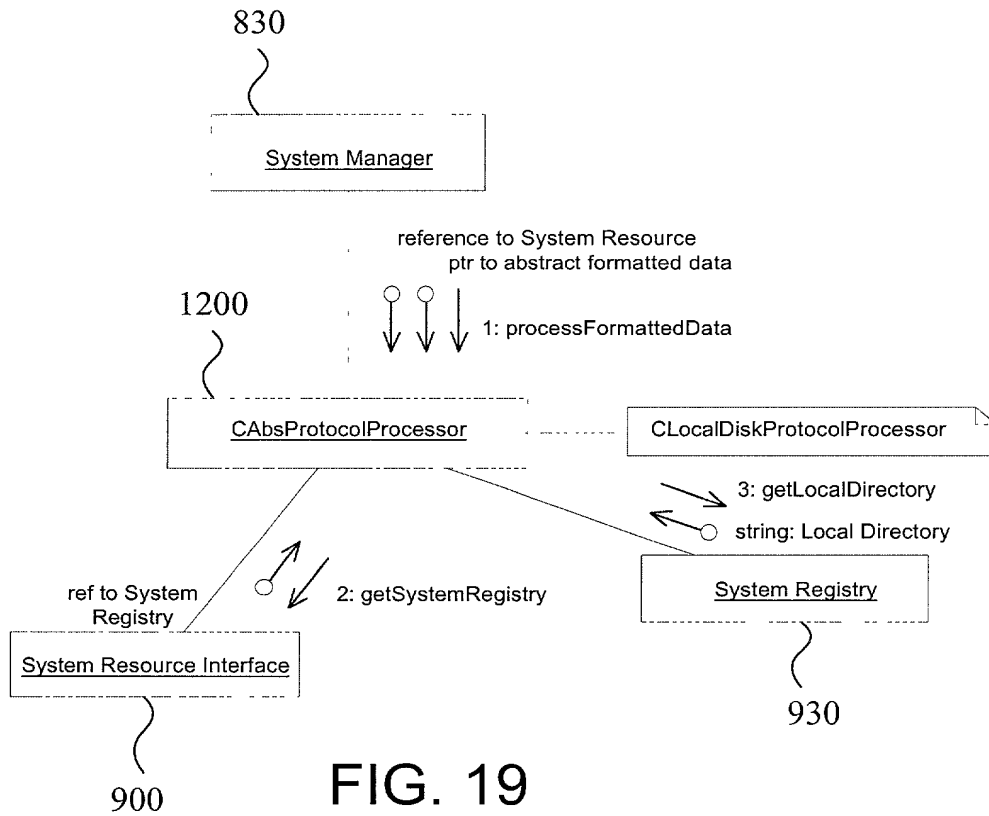 830
System Manager
reference to System Resource
ptr to abstract formatted data
1200
1: processFormattedData
CAbsProtocolProcessor
CLocalDiskProtocolProcessor
3: getLocalDirectory
string: Local Directory
ref to System
Registry
2: getSystemRegistry
System Registry
System Resource Interface
930
900
FIG. 19